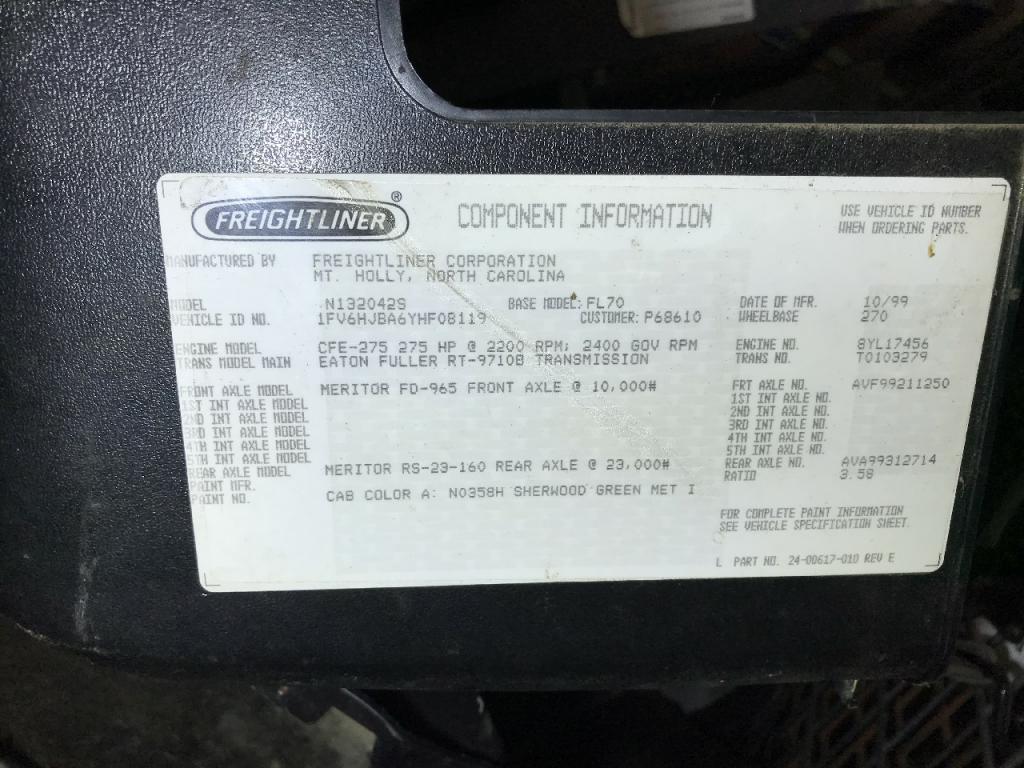 FREIGHTLINER ®
COMPONENT INFORMATION
USE VEHICLE ID NUMBER
WHEN ORDERING PARTS.
MANUFACTURED BY FREIGHTLINER CORPORATION
MT. HOLLY, NORTH CAROLINA
MODEL N132042S BASE MODEL: FL70 DATE OF MFR. 10/99
VEHICLE ID NO. 1FV6HJBA6YHF08119 CUSTOMER: P68610 WHEELBASE 270
ENGINE MODEL CFE-275 275 HP @ 2200 RPM; 2400 GOV RPM ENGINE NO. 8YL17456
TRANS MODEL MAIN EATON FULLER RT-9710B TRANSMISSION TRANS NO. T0103279
FRONT AXLE MODEL MERITOR FD-965 FRONT AXLE @ 10,000# FRT AXLE NO. AVF99211250
1ST INT AXLE MODEL 1ST INT AXLE NO.
2ND INT AXLE MODEL 2ND INT AXLE NO.
3RD INT AXLE MODEL 3RD INT AXLE NO.
4TH INT AXLE MODEL 4TH INT AXLE NO.
5TH INT AXLE MODEL 5TH INT AXLE NO.
REAR AXLE MODEL MERITOR RS-23-160 REAR AXLE @ 23,000# REAR AXLE NO. AVA99312714
PAINT MFR. RATIO 3.58
PAINT NO. CAB COLOR A: N0358H SHERWOOD GREEN MET I
FOR COMPLETE PAINT INFORMATION
SEE VEHICLE SPECIFICATION SHEET.
L PART NO. 24-00617-010 REV E